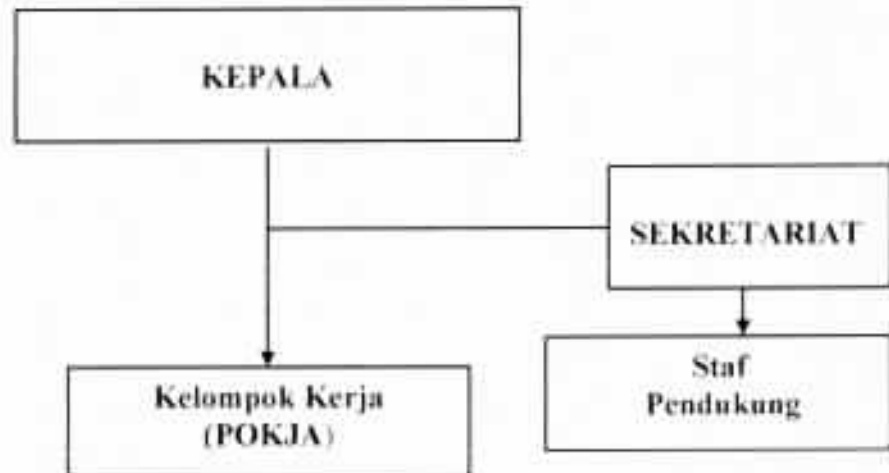 KEPALA
SEKRETARIAT
Staf
Pendukung
Kelompok Kerja
(POKJA)